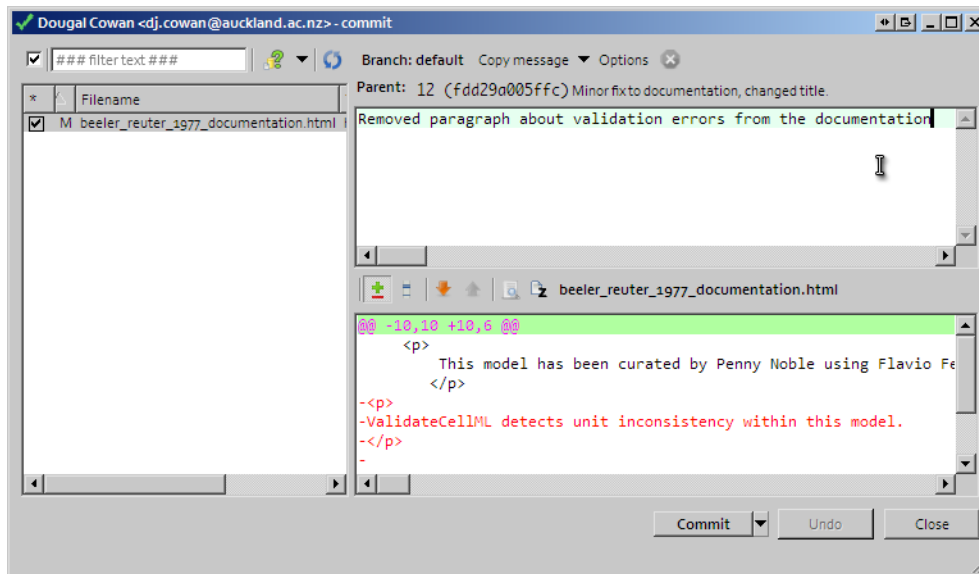 Dougal Cowan <dj.cowan@auckland.ac.nz> - commit
### filter text ###
Branch: default Copy message Options
Parent: 12 (fdd29a005ffc) Minor fix to documentation, changed title.
* Filename
M beeler_reuter_1977_documentation.html
Removed paragraph about validation errors from the documentation
beeler_reuter_1977_documentation.html
@@ -10,10 +10,6 @@
<p>
This model has been curated by Penny Noble using Flavio Fe
</p>
-<p>
-ValidateCellML detects unit inconsistency within this model.
-</p>
-
Commit Undo Close